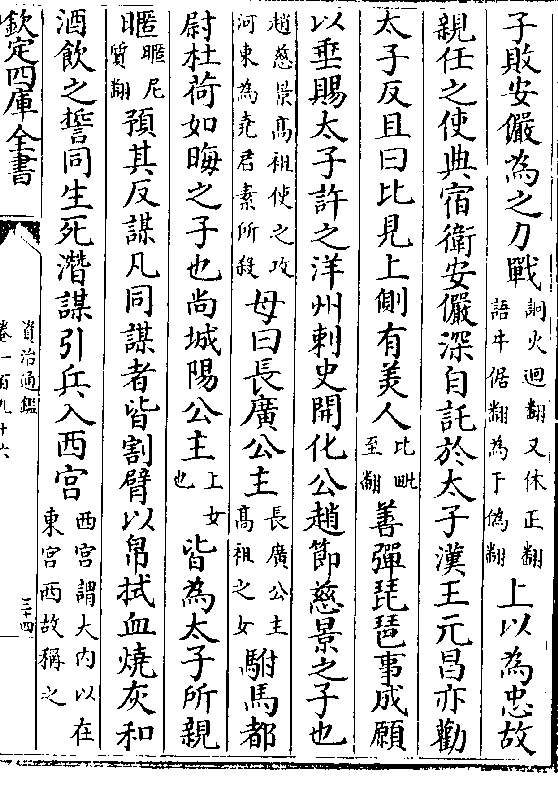 子敗安儼為之力戰詗火迥翻又休正翻語牛倨翻為于偽翻上以為忠故
親任之使典宿衛安儼深自託於太子漢王元昌亦勸
太子反且曰比見上側有美人比毗至翻善彈琵琶事成願
以垂賜太子許之洋州刺史開化公趙節慈景之子也
趙慈景髙祖使之攻河東為堯君素所殺母曰長廣公主長廣公主髙祖之女駙馬都
尉杜荷如晦之子也尚城陽公主上女也皆為太子所親
暱暱尼質翻預其反謀凡同謀者皆割臂以帛拭血燒灰和
酒飲之誓同生死濳謀引兵入西宫西宫謂大内以在東宫西故稱之
欽定四庫全書
資治通鑑
卷一百九十六
三十四